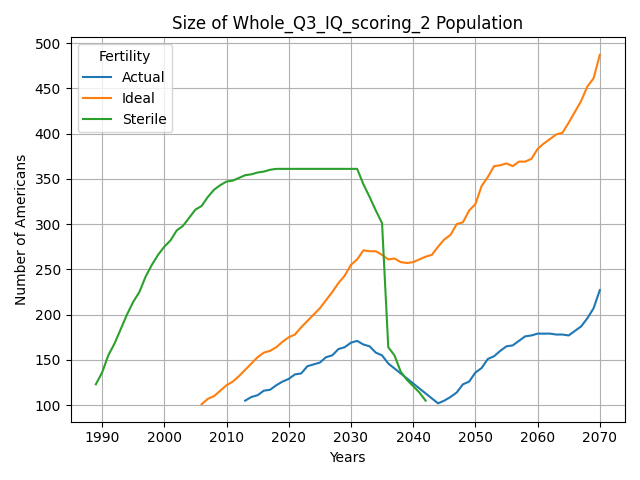 Size of Whole_Q3_IQ_scoring_2 Population
Fertility
Actual
Ideal
Sterile
Number of Americans
500
450
400
350
300
250
200
150
100
1990 2000 2010 2020 2030 2040 2050 2060 2070
Years